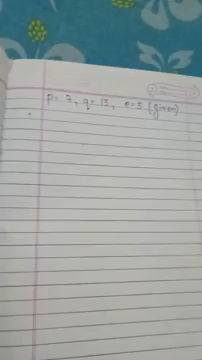 p= 7, q= 13, e=5 (given)